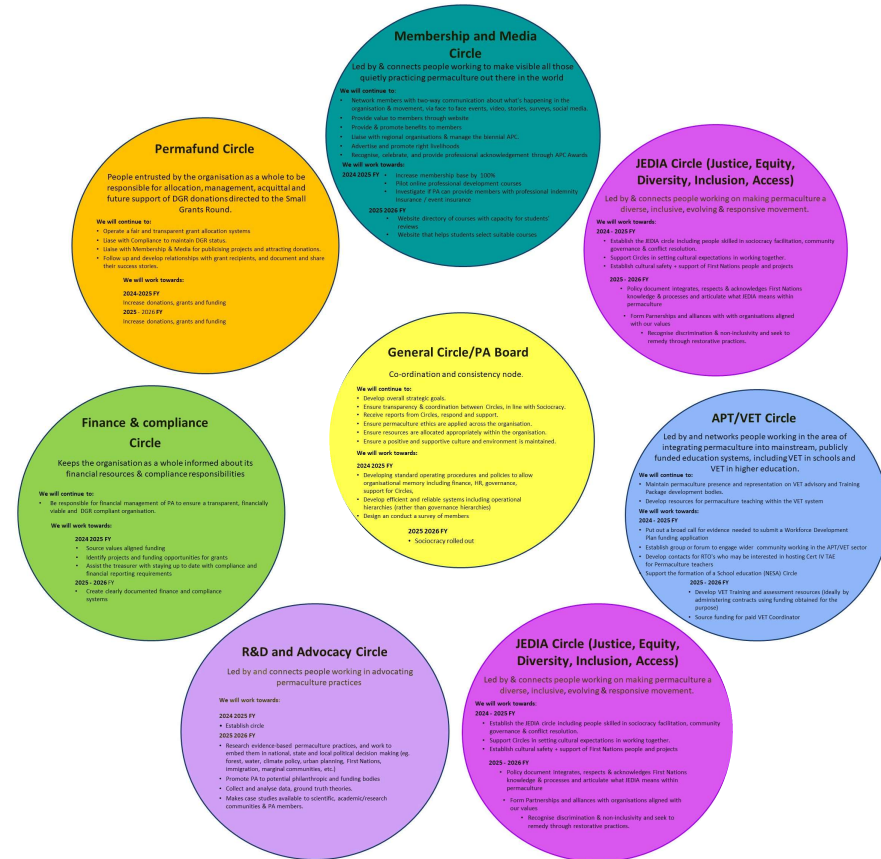 Membership and Media
Circle
Led by & connects people working to make visible all those
quietly practicing permaculture out there in the world
We will continue to:
• Network members with two-way communication about what's happening in the
organisation & movement, via face to face events, video, stories, surveys, social media.
• Provide value to members through website
• Provide & promote benefits to members
• Liaise with regional organisations & manage the biennial APC.
• Advertise and promote right livelihoods
• Recognise, celebrate, and provide professional acknowledgement through APC Awards
We will work towards:
2024 2025 FY • Increase membership base by 100%.
• Pilot online professional development courses
• Investigate if PA can provide members with professional indemnity
insurance / event insurance
2025 2026 FY
• Website directory of courses with capacity for students'
reviews
• Website that helps students select suitable courses
Permafund Circle
People entrusted by the organisation as a whole to be
responsible for allocation, management, acquittal and
future support of DGR donations directed to the Small
Grants Round.
We will continue to:
• Operate a fair and transparent grant allocation systems
• Liase with Compliance to maintain DGR status.
• Liaise with Membership & Media for publicising projects and attracting donations.
• Follow up and develop relationships with grant recipients, and document and share
their success stories.
We will work towards:
2024-2025 FY
Increase donations, grants and funding
2025 - 2026 FY
Increase donations, grants and funding
JEDIA Circle (Justice, Equity,
Diversity, Inclusion, Access)
Led by & connects people working on making permaculture a
diverse, inclusive, evolving & responsive movement.
We will work towards:
2024 - 2025 FY
• Establish the JEDIA circle including people skilled in sociocracy facilitation, community
governance & conflict resolution.
• Support Circles in setting cultural expectations in working together.
• Establish cultural safety + support of First Nations people and projects
2025 - 2026 FY
• Policy document integrates, respects & acknowledges First Nations
knowledge & processes and articulate what JEDIA means within
permaculture
• Form Parnerships and alliances with with organisations aligned
with our values
• Recognise discrimination & non-inclusivity and seek to
remedy through restorative practices.
General Circle/PA Board
Co-ordination and consistency node.
We will continue to:
• Develop overall strategic goals.
• Ensure transparency & coordination between Circles, in line with Sociocracy.
• Receive reports from Circles, respond and support.
• Ensure permaculture ethics are applied across the organisation.
• Ensure resources are allocated appropriately within the organisation.
• Ensure a positive and supportive culture and environment is maintained.
We will work towards:
2024 2025 FY
• Developing standard operating procedures and policies to allow
organisational memory including finance, HR, governance,
support for Circles,
• Develop efficient and reliable systems including operational
hierarchies (rather than governance hierarchies)
• Design an conduct a survey of members
2025 2026 FY
• Sociocracy rolled out
Finance & compliance
Circle
Keeps the organisation as a whole informed about its
financial resources & compliance responsibilities
We will continue to:
• Be responsible for financial management of PA to ensure a transparent, financially
viable and DGR compliant organisation.
We will work towards:
2024 2025 FY
• Source values aligned funding
• Identify projects and funding opportunities for grants
• Assist the treasurer with staying up to date with compliance and
financial reporting requirements
2025 - 2026 FY
• Create clearly documented finance and compliance
systems
APT/VET Circle
Led by and networks people working in the area of
integrating permaculture into mainstream, publicly
funded education systems, including VET in schools and
VET in higher education.
We will continue to:
• Maintain permaculture presence and representation on VET advisory and Training
Package development bodies.
• Develop resources for permaculture teaching within the VET system
We will work towards:
2024 - 2025 FY
• Put out a broad call for evidence needed to submit a Workforce Development
Plan funding application
• Establish group or forum to engage wider community working in the APT/VET sector
• Develop contacts for RTO's who may be interested in hosting Cert IV TAE
for Permaculture teachers
Support the formation of a School education (NESA) Circle
2025 - 2026 FY
• Develop VET Training and assessment resources (ideally by
administering contracts using funding obtained for the
purpose)
• Source funding for paid VET Coordinator
R&D and Advocacy Circle
Led by and connects people working in advocating
permaculture practices
We will work towards:
2024 2025 FY
• Establish circle
2025 2026 FY
• Research evidence-based permaculture practices, and work to
embed them in national, state and local political decision making (eg.
forest, water, climate policy, urban planning, First Nations,
immigration, marginal communities, etc.)
• Promote PA to potential philanthropic and funding bodies
• Collect and analyse data, ground truth theories.
• Makes case studies available to scientific, academic/research
communities & PA members.
JEDIA Circle (Justice, Equity,
Diversity, Inclusion, Access)
Led by & connects people working on making permaculture a
diverse, inclusive, evolving & responsive movement.
We will work towards:
2024 - 2025 FY
• Establish the JEDIA circle including people skilled in sociocracy facilitation, community
governance & conflict resolution.
• Support Circles in setting cultural expectations in working together.
• Establish cultural safety + support of First Nations people and projects
2025 - 2026 FY
• Policy document integrates, respects & acknowledges First Nations
knowledge & processes and articulate what JEDIA means within
permaculture
• Form Partnerships and alliances with organisations aligned with
our values
• Recognise discrimination & non-inclusivity and seek to
remedy through restorative practices.